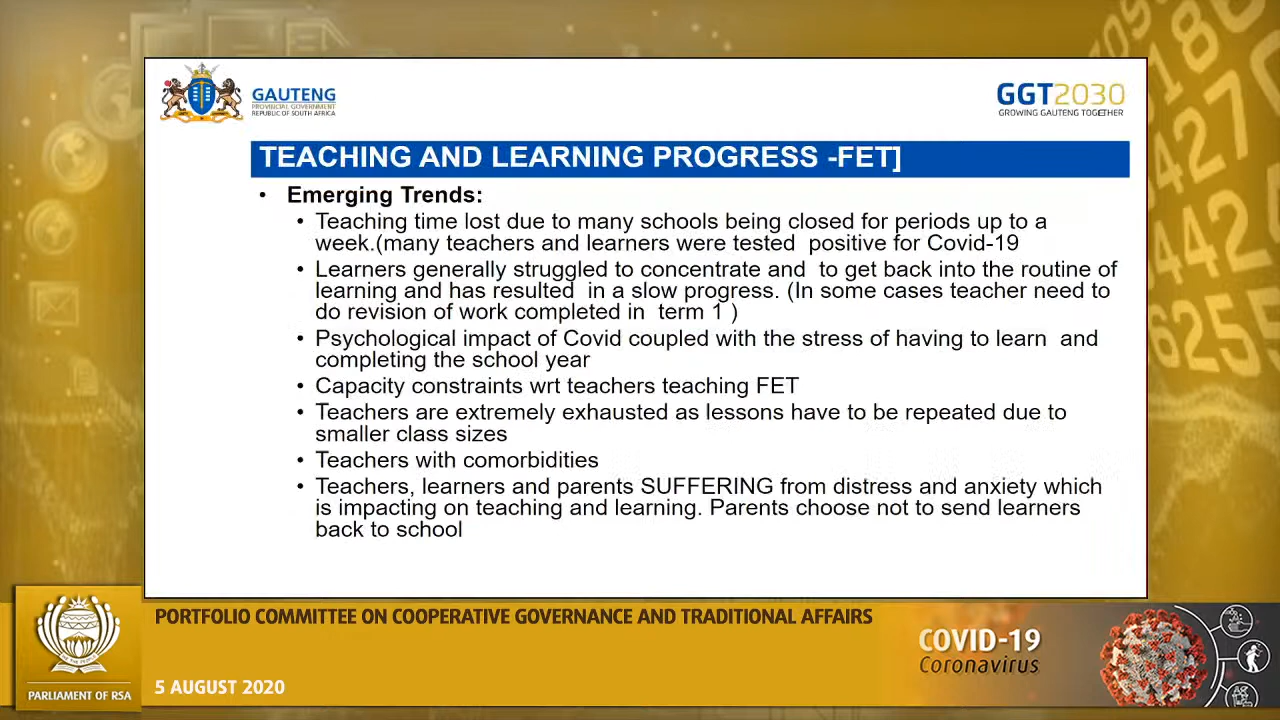 GAUTENG
PROVINCIAL GOVERNMENT
REPUBLIC OF SOUTH AFRICA
GGT2030
GROWING GAUTENG TOGETHER
TEACHING AND LEARNING PROGRESS -FET]
• Emerging Trends:
• Teaching time lost due to many schools being closed for periods up to a
week.(many teachers and learners were tested positive for Covid-19
• Learners generally struggled to concentrate and to get back into the routine of
learning and has resulted in a slow progress. (In some cases teacher need to
do revision of work completed in term 1 )
• Psychological impact of Covid coupled with the stress of having to learn and
completing the school year
• Capacity constraints wrt teachers teaching FET
• Teachers are extremely exhausted as lessons have to be repeated due to
smaller class sizes
• Teachers with comorbidities
• Teachers, learners and parents SUFFERING from distress and anxiety which
is impacting on teaching and learning. Parents choose not to send learners
back to school
PORTFOLIO COMMITTEE ON COOPERATIVE GOVERNANCE AND TRADITIONAL AFFAIRS
COVID-19
Coronavirus
PARLIAMENT OF RSA
5 AUGUST 2020